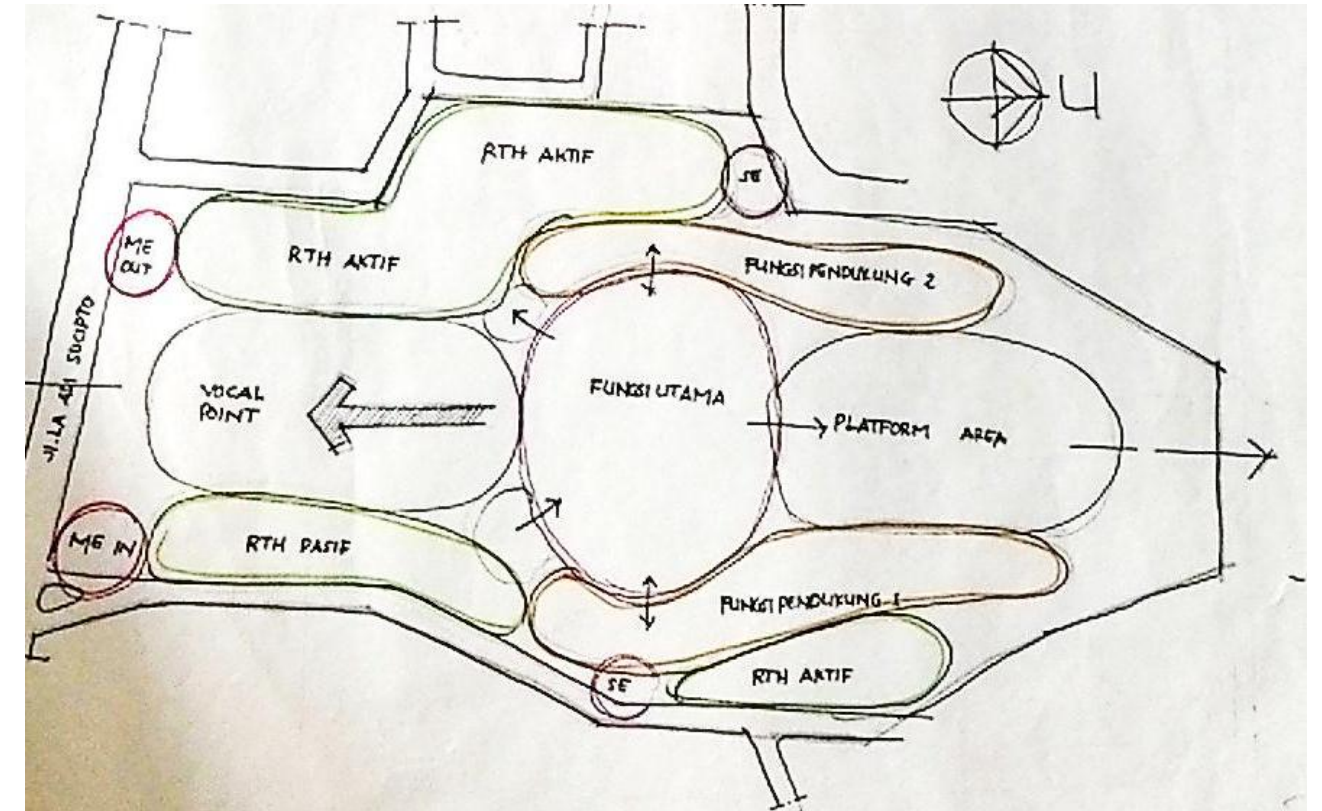 U
RTH AKTIF
SE
ME
OUT
RTH AKTIF
FUNGSI PENDUKUNG 2
JL. LA ADI SOCIPTO
VOCAL
POINT
FUNGSI UTAMA
PLATFORM AREA
ME IN
RTH PASIF
FUNGSI PENDUKUNG 1
SE
RTH AKTIF